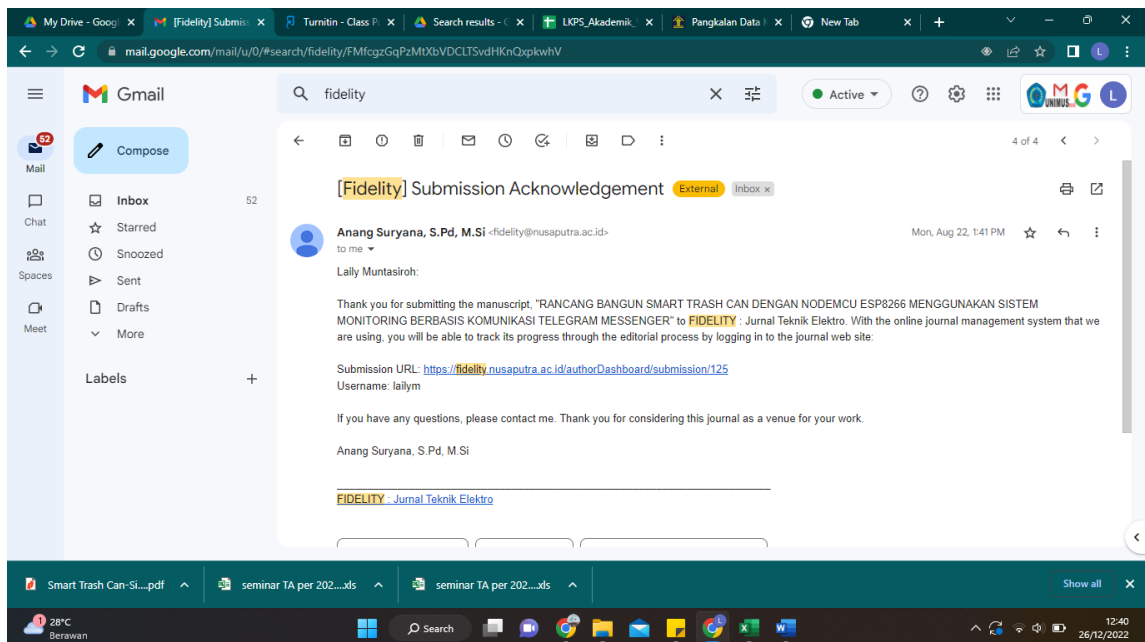 My Drive - Goog
[Fidelity] Submiss
Turnitin - Class P
Search results - G
LKPS_Akademik_
Pangkalan Data
New Tab
mail.google.com/mail/u/0/#search/fidelity/FMfcgzGqPzMtXbVDCLTSvdHKnQxpkwhV
L
Gmail
fidelity
Active
UNIMUS
L
52
Mail
Chat
Spaces
Meet
Compose
Inbox 52
Starred
Snoozed
Sent
Drafts
More
Labels
4 of 4
[Fidelity] Submission Acknowledgement External Inbox x
Anang Suryana, S.Pd, M.Si <fidelity@nusaputra.ac.id> Mon, Aug 22, 1:41 PM
to me
Laily Muntasiroh:
Thank you for submitting the manuscript, "RANCANG BANGUN SMART TRASH CAN DENGAN NODEMCU ESP8266 MENGGUNAKAN SISTEM
MONITORING BERBASIS KOMUNIKASI TELEGRAM MESSENGER" to FIDELITY : Jurnal Teknik Elektro. With the online journal management system that we
are using, you will be able to track its progress through the editorial process by logging in to the journal web site:
Submission URL: https://fidelity.nusaputra.ac.id/authorDashboard/submission/125
Username: lailym
If you have any questions, please contact me. Thank you for considering this journal as a venue for your work.
Anang Suryana, S.Pd, M.Si
FIDELITY : Jurnal Teknik Elektro
Smart Trash Can-Si....pdf
seminar TA per 202....xls
seminar TA per 202....xls
Show all
1
28°C
Berawan
Search
12:40
26/12/2022